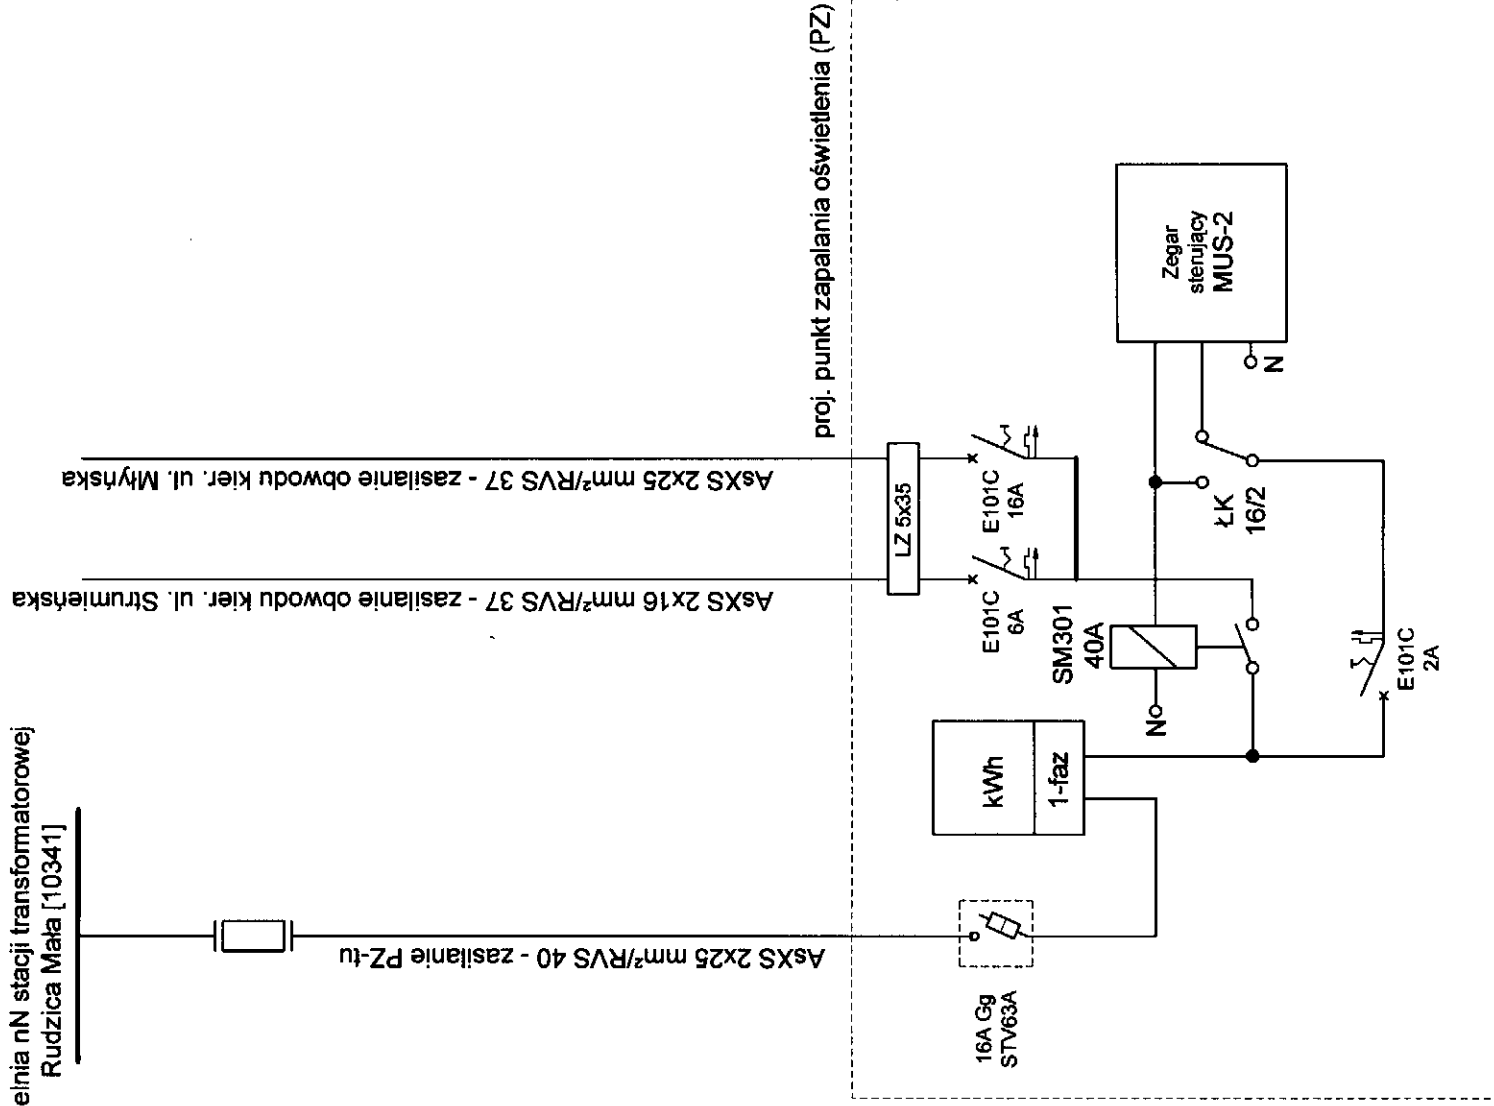 elnia nN stacji transformatorowej
Rudzica Mała [10341]
AsXS 2x25 mm²/RVS 40 - zasilanie PZ-tu
AsXS 2x16 mm²/RVS 37 - zasilanie obwodu kier. ul. Strumieńska
AsXS 2x25 mm²/RVS 37 - zasilanie obwodu kier. ul. Młyńska
proj. punkt zapalania oświetlenia (PZ)
16A Gg
STV63A
kWh
1-faz
LZ 5x35
E101C
6A
E101C
16A
SM301
40A
N
ŁK
16/2
E101C
2A
Zegar
sterujący
MUS-2
N